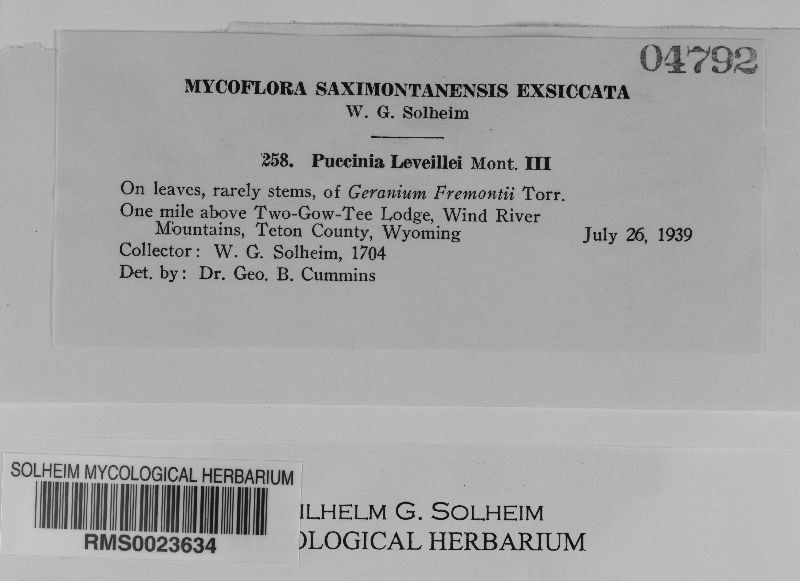 04792
MYCOFLORA SAXIMONTANENSIS EXSICCATA
W. G. Solheim
258. Puccinia Leveillei Mont. III
On leaves, rarely stems, of Geranium Fremontii Torr.
One mile above Two-Gow-Tee Lodge, Wind River
Mountains, Teton County, Wyoming July 26, 1939
Collector: W. G. Solheim, 1704
Det. by: Dr. Geo. B. Cummins
SOLHEIM MYCOLOGICAL HERBARIUM
RMS0023634
ILHELM G. SOLHEIM
OLOGICAL HERBARIUM